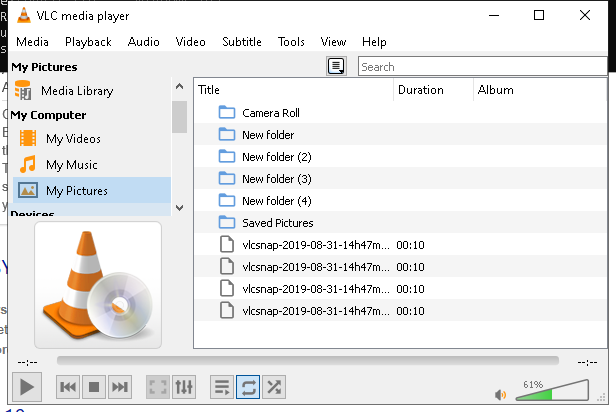 VLC media player
Media Playback Audio Video Subtitle Tools View Help
My Pictures
Search
Media Library
My Computer
My Videos
My Music
My Pictures
Devices
Title Duration Album
Camera Roll
New folder
New folder (2)
New folder (3)
New folder (4)
Saved Pictures
vlcsnap-2019-08-31-14h47m... 00:10
vlcsnap-2019-08-31-14h47m... 00:10
vlcsnap-2019-08-31-14h47m... 00:10
vlcsnap-2019-08-31-14h47m... 00:10
--:-- --:--
61%